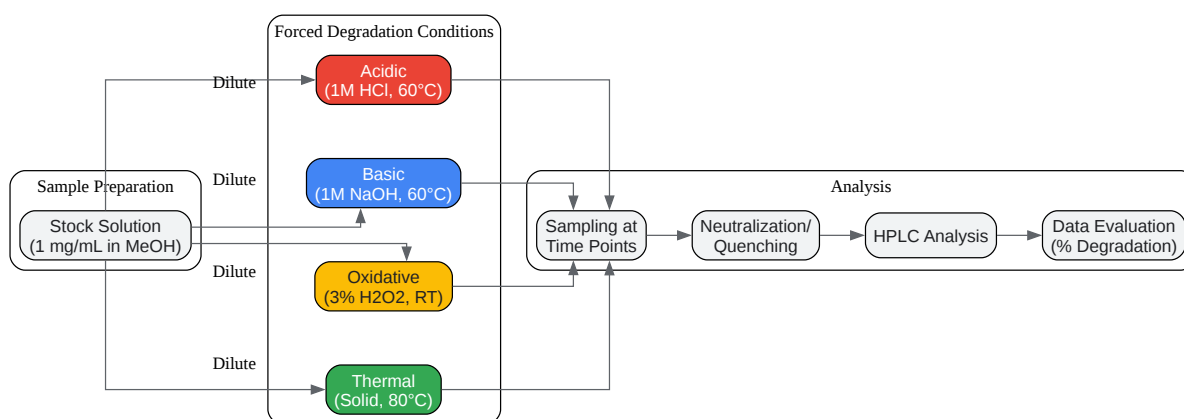 Forced Degradation Conditions
Dilute
Acidic
(1M HCl, 60°C)
Sample Preparation
Dilute
Basic
(1M NaOH, 60°C)
Analysis
Stock Solution
(1 mg/mL in MeOH)
Sampling at
Time Points
Neutralization/
Quenching
HPLC Analysis
Data Evaluation
(% Degradation)
Dilute
Oxidative
(3% H2O2, RT)
Dilute
Thermal
(Solid, 80°C)